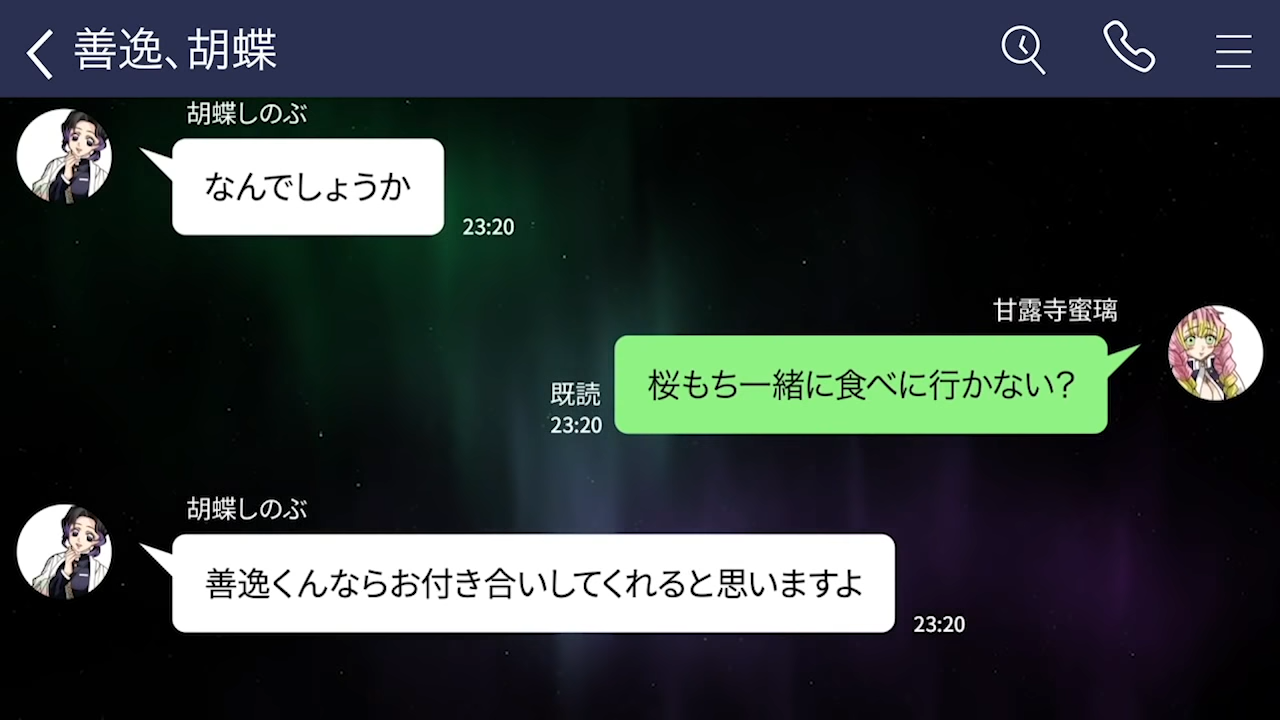 善逸、胡蝶
胡蝶しのぶ
なんでしょうか
23:20
甘露寺蜜璃
桜もち一緒に食べに行かない？
既読
23:20
胡蝶しのぶ
善逸くんならお付き合いしてくれると思いますよ
23:20